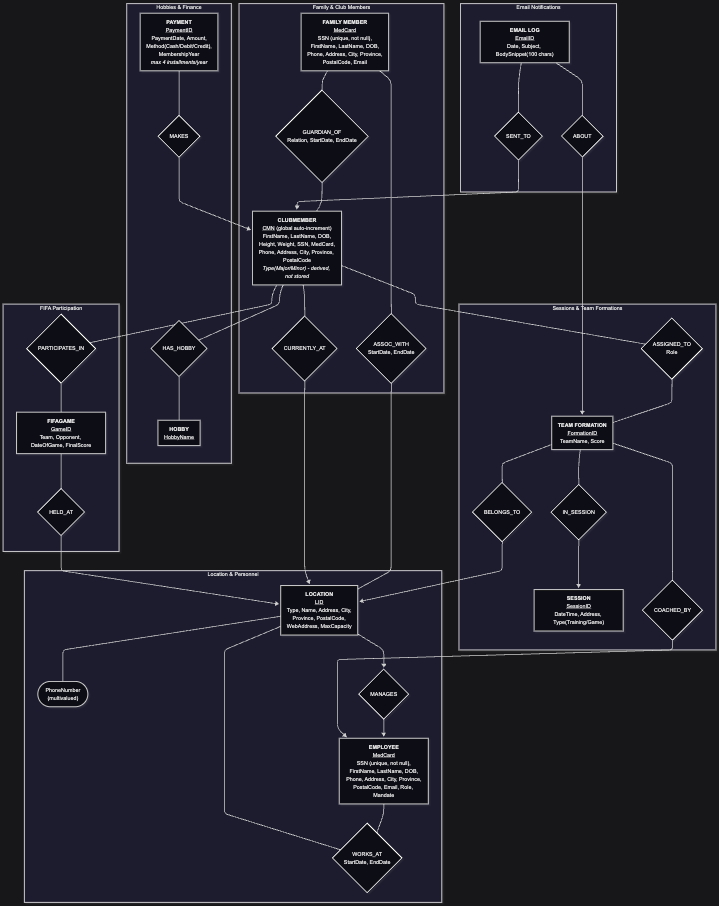 Hobbies & Finance
PAYMENT
PaymentID
PaymentDate, Amount,
Method(Cash/Debit/Credit),
MembershipYear
max 4 installments/year
MAKES
Family & Club Members
FAMILY MEMBER
MedCard
SSN (unique, not null),
FirstName, LastName, DOB,
Phone, Address, City, Province,
PostalCode, Email
GUARDIAN_OF
Relation, StartDate, EndDate
Email Notifications
EMAIL LOG
EmailID
Date, Subject,
BodySnippet(100 chars)
SENT_TO
ABOUT
CLUBMEMBER
CMN (global auto-increment)
FirstName, LastName, DOB,
Height, Weight, SSN, MedCard,
Phone, Address, City, Province,
PostalCode
Type(Major/Minor) - derived,
not stored
FIFA Participation
PARTICIPATES_IN
HAS_HOBBY
CURRENTLY_AT
ASSOC_WITH
StartDate, EndDate
Sessions & Team Formations
ASSIGNED_TO
Role
FIFAGAME
GameID
Team, Opponent,
DateOfGame, FinalScore
HOBBY
HobbyName
TEAM FORMATION
FormationID
TeamName, Score
HELD_AT
BELONGS_TO
IN_SESSION
Location & Personnel
LOCATION
LID
Type, Name, Address, City,
Province, PostalCode,
WebAddress, MaxCapacity
SESSION
SessionID
DateTime, Address,
Type(Training/Game)
COACHED_BY
PhoneNumber
(multivalued)
MANAGES
EMPLOYEE
MedCard
SSN (unique, not null),
FirstName, LastName, DOB,
Phone, Address, City, Province,
PostalCode, Email, Role,
Mandate
WORKS_AT
StartDate, EndDate